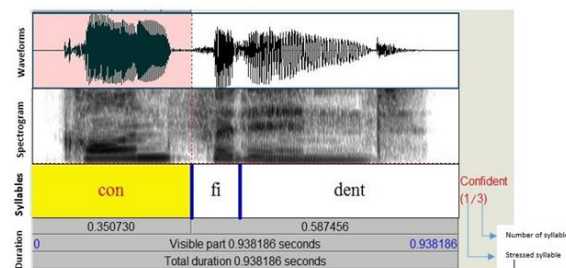 Waveforms
Spectrogram
Syllables
con fi dent
Confident
(1/3)
Duration
0.350730 0.587456
0 Visible part 0.938186 seconds 0.938186
Total duration 0.938186 seconds
Number of syllable
Stressed syllable